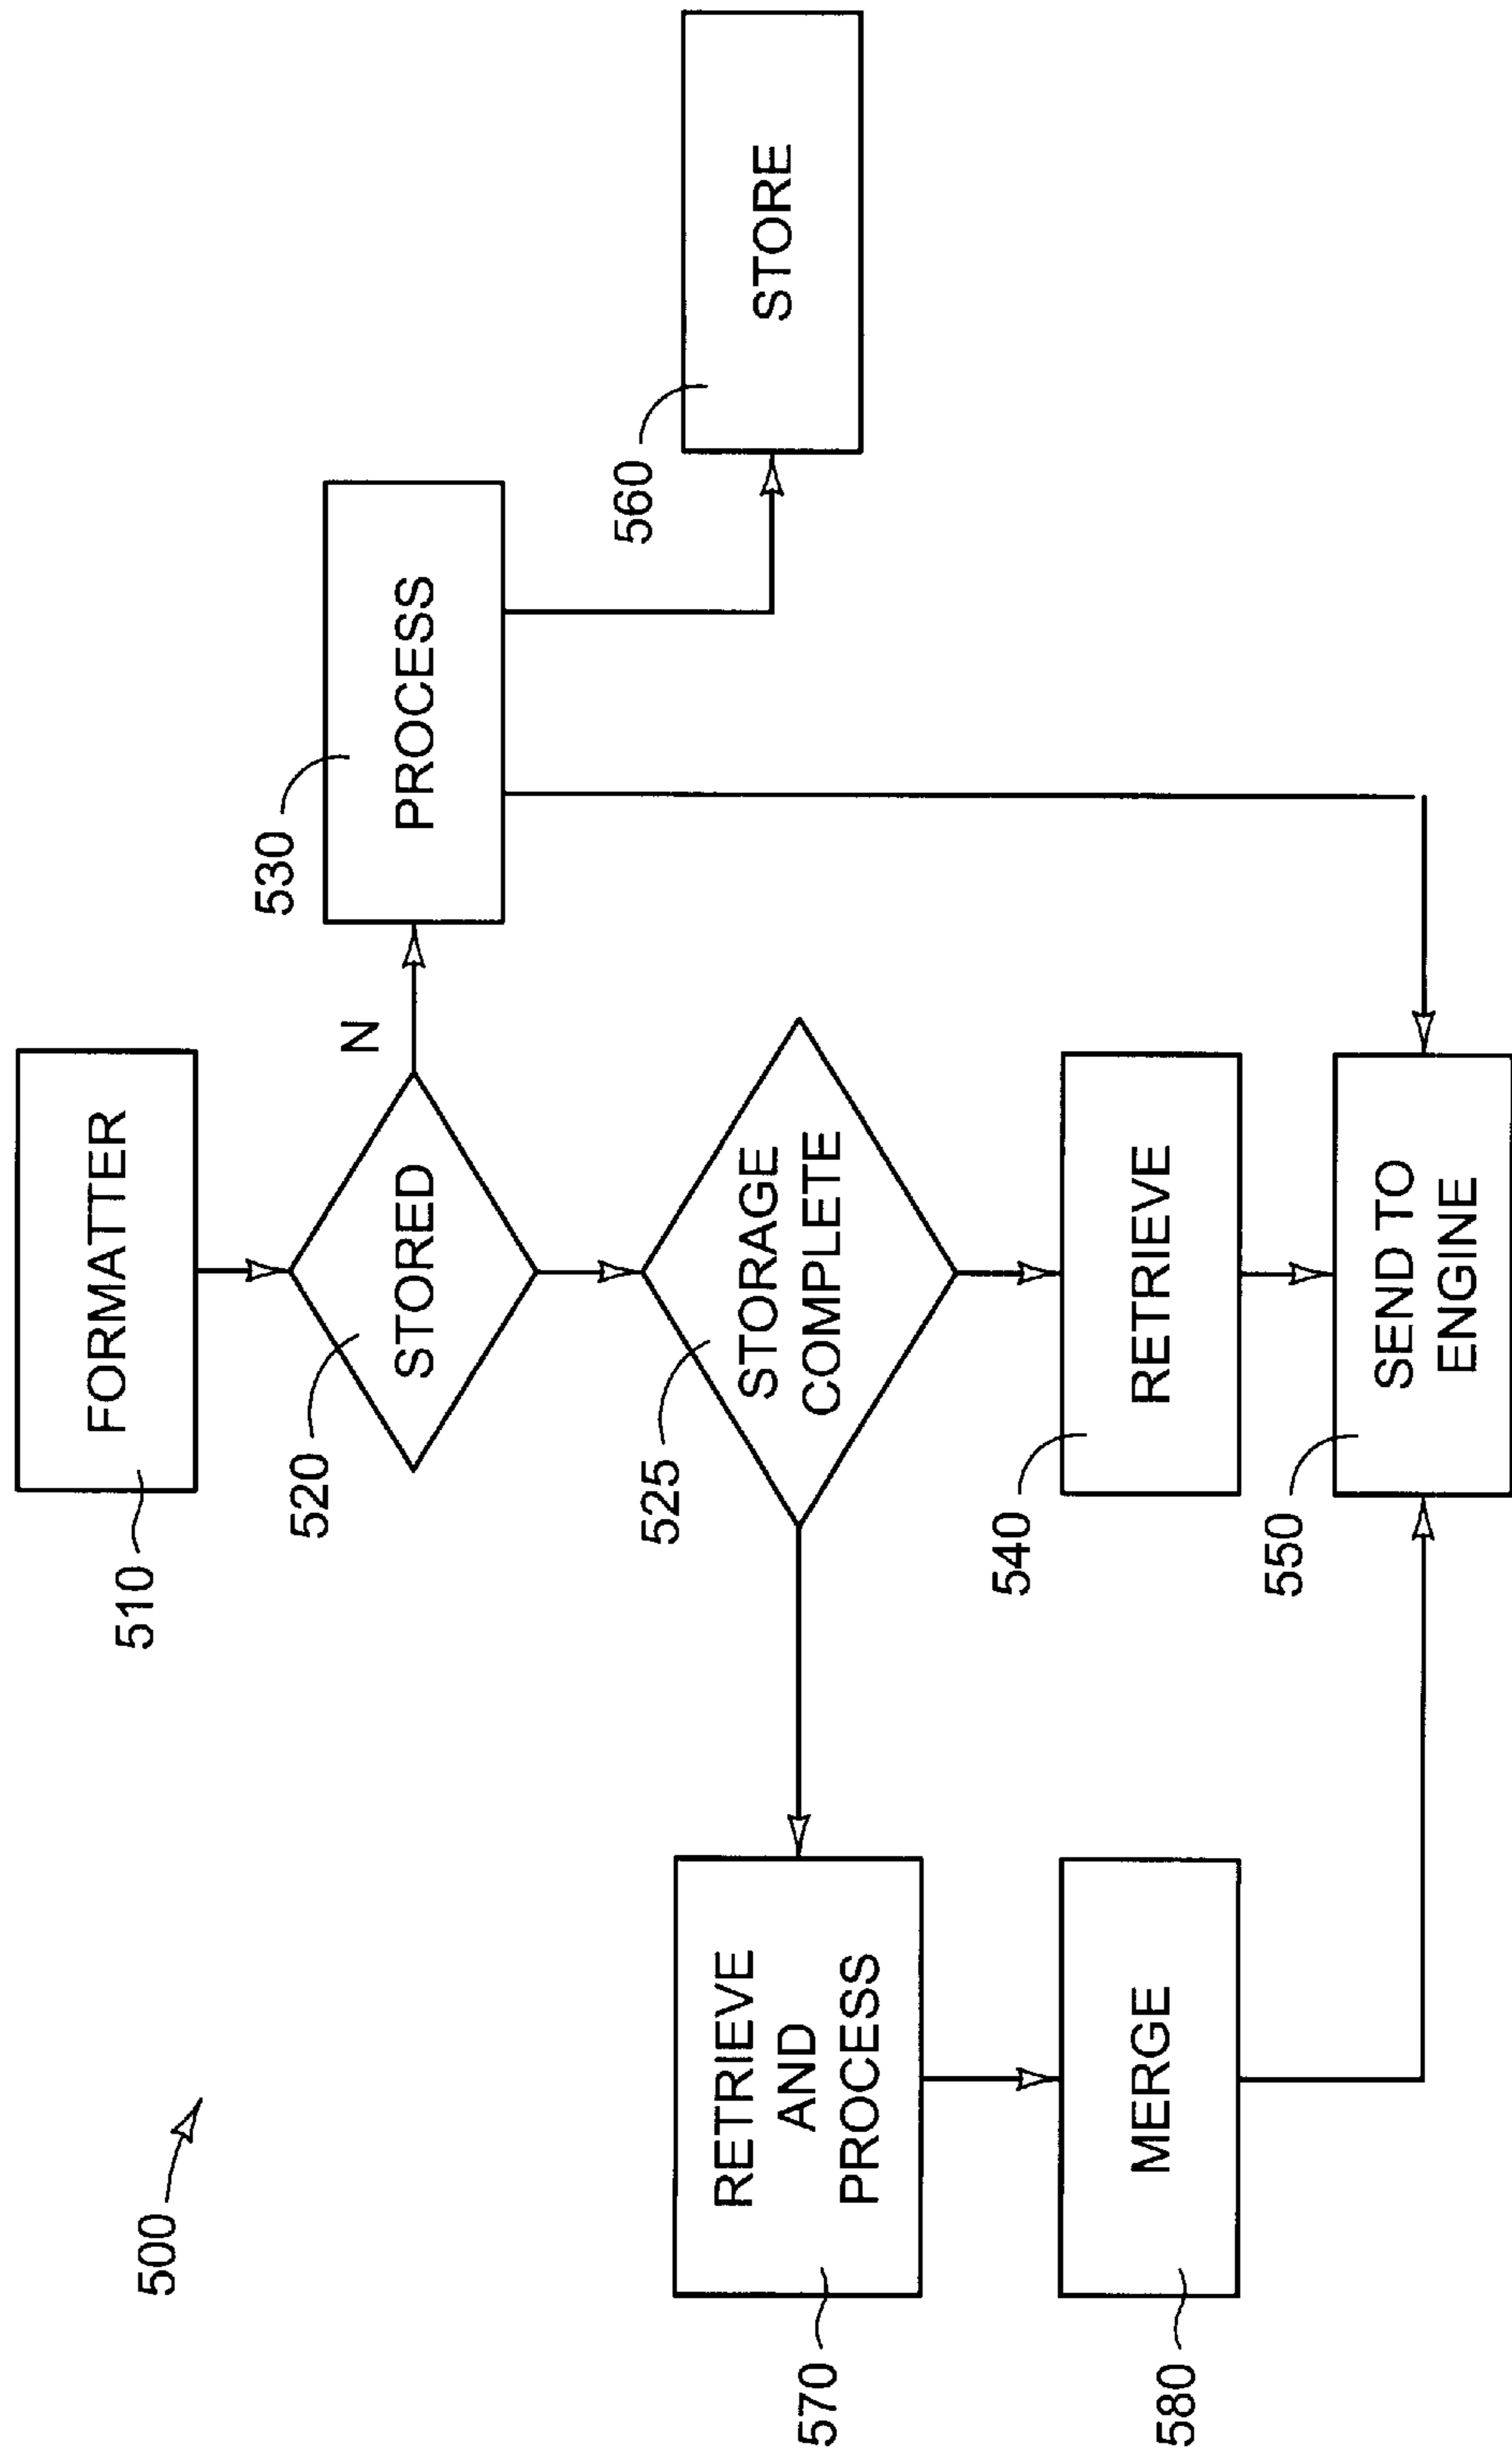 500
510
FORMATTER
520
STORED
N
530
PROCESS
560
STORE
525
STORAGE
COMPLETE
570
RETRIEVE
AND
PROCESS
540
RETRIEVE
580
MERGE
550
SEND TO
ENGINE